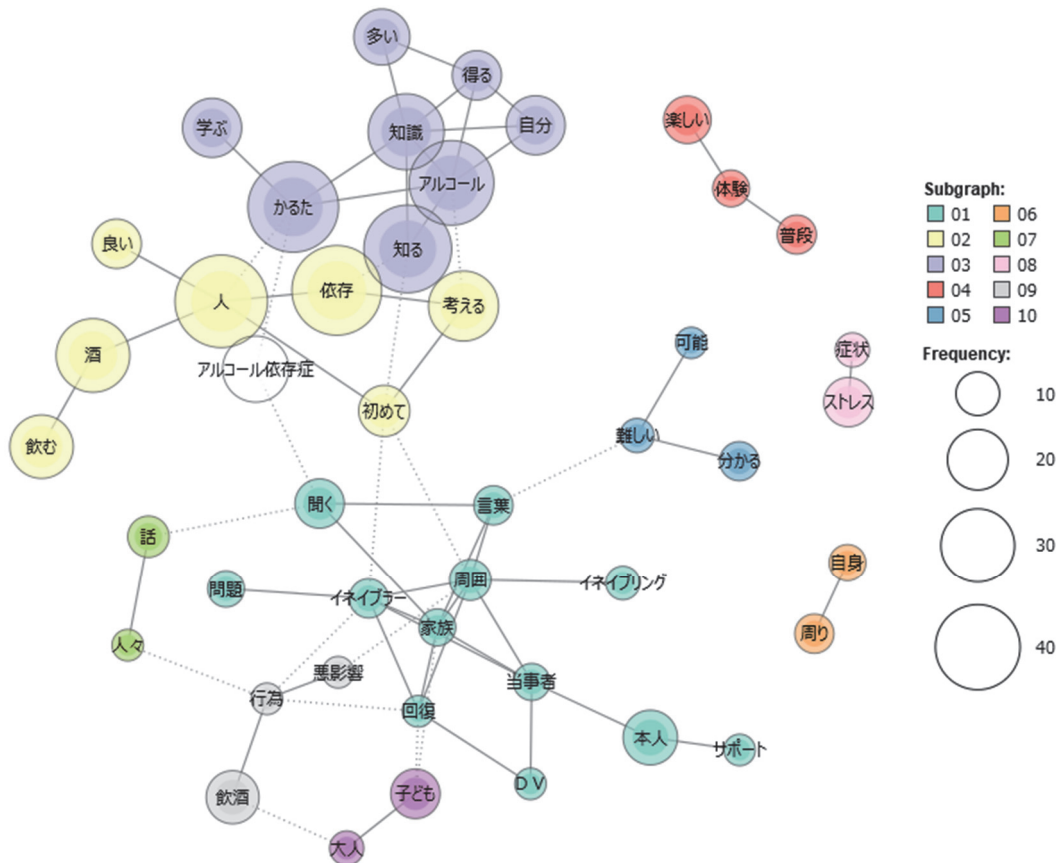 多い
得る
学ぶ
知識
自分
アルコール
かるた
知る
良い
人
依存
考える
酒
アルコール依存症
初めて
飲む
聞く
言葉
話
問題
イネイブラー
周囲
イネイブリング
家族
人々
悪影響
行為
当事者
回復
本人
サポート
DV
飲酒
子ども
大人
楽しい
体験
普段
可能
難しい
分かる
症状
ストレス
自身
周り
Subgraph:
01 06
02 07
03 08
04 09
05 10
Frequency:
10
20
30
40